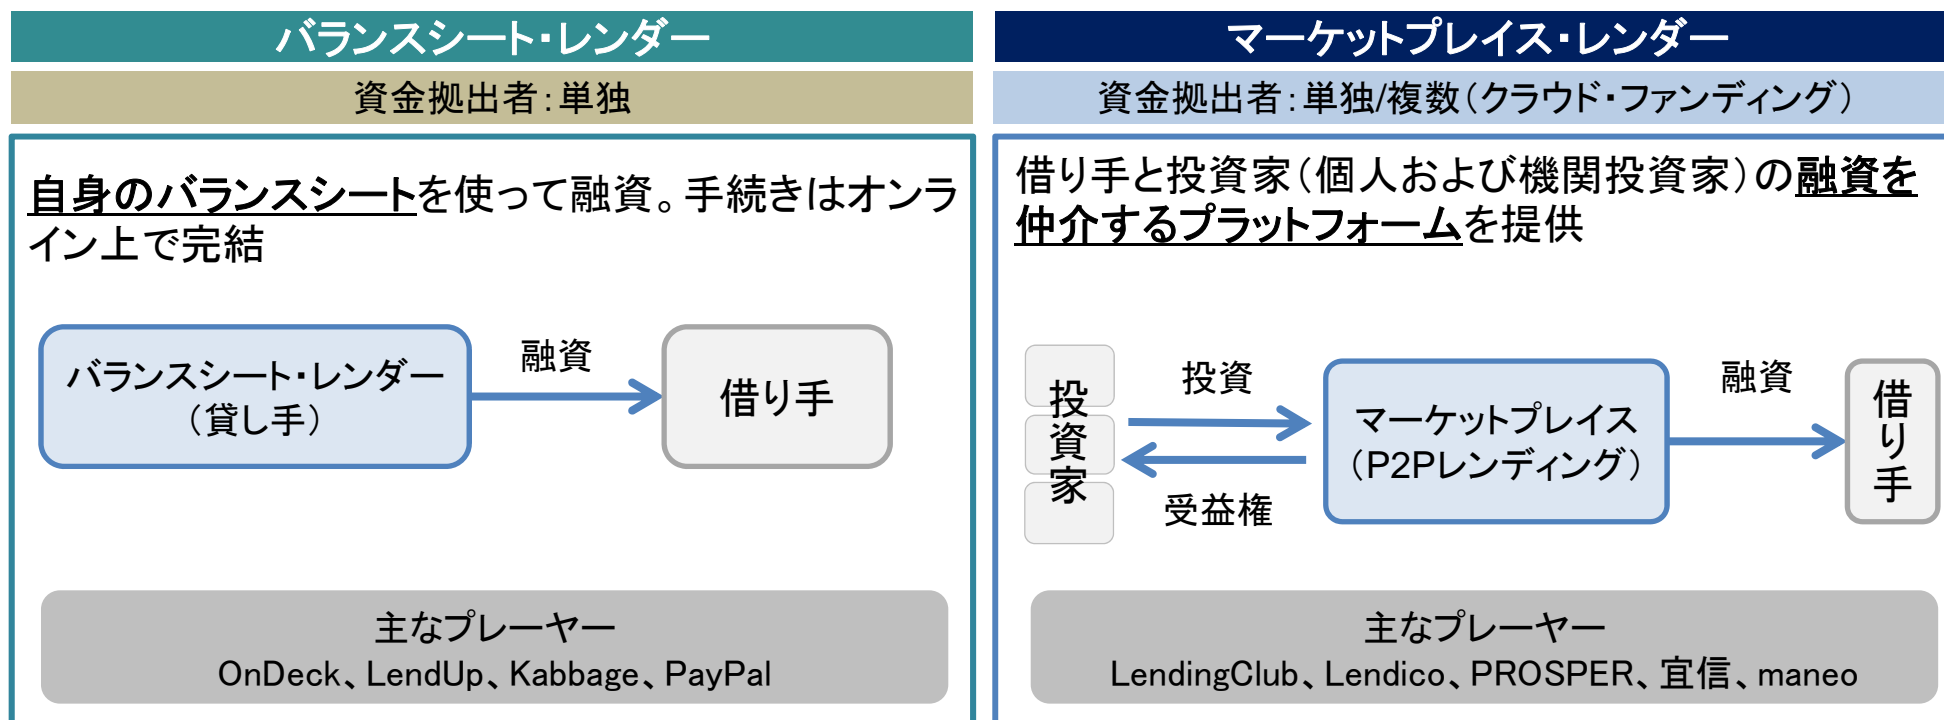 バランスシート・レンダー
資金拠出者：単独
自身のバランスシートを使って融資。手続きはオンラ
イン上で完結
バランスシート・レンダー
（貸し手）
融資
借り手
主なプレーヤー
OnDeck、LendUp、Kabbage、PayPal
マーケットプレイス・レンダー
資金拠出者：単独/複数（クラウド・ファンディング）
借り手と投資家（個人および機関投資家）の融資を
仲介するプラットフォームを提供
投資家
投資
受益権
マーケットプレイス
（P2Pレンディング）
融資
借り手
主なプレーヤー
LendingClub、Lendico、PROSPER、宜信、maneo